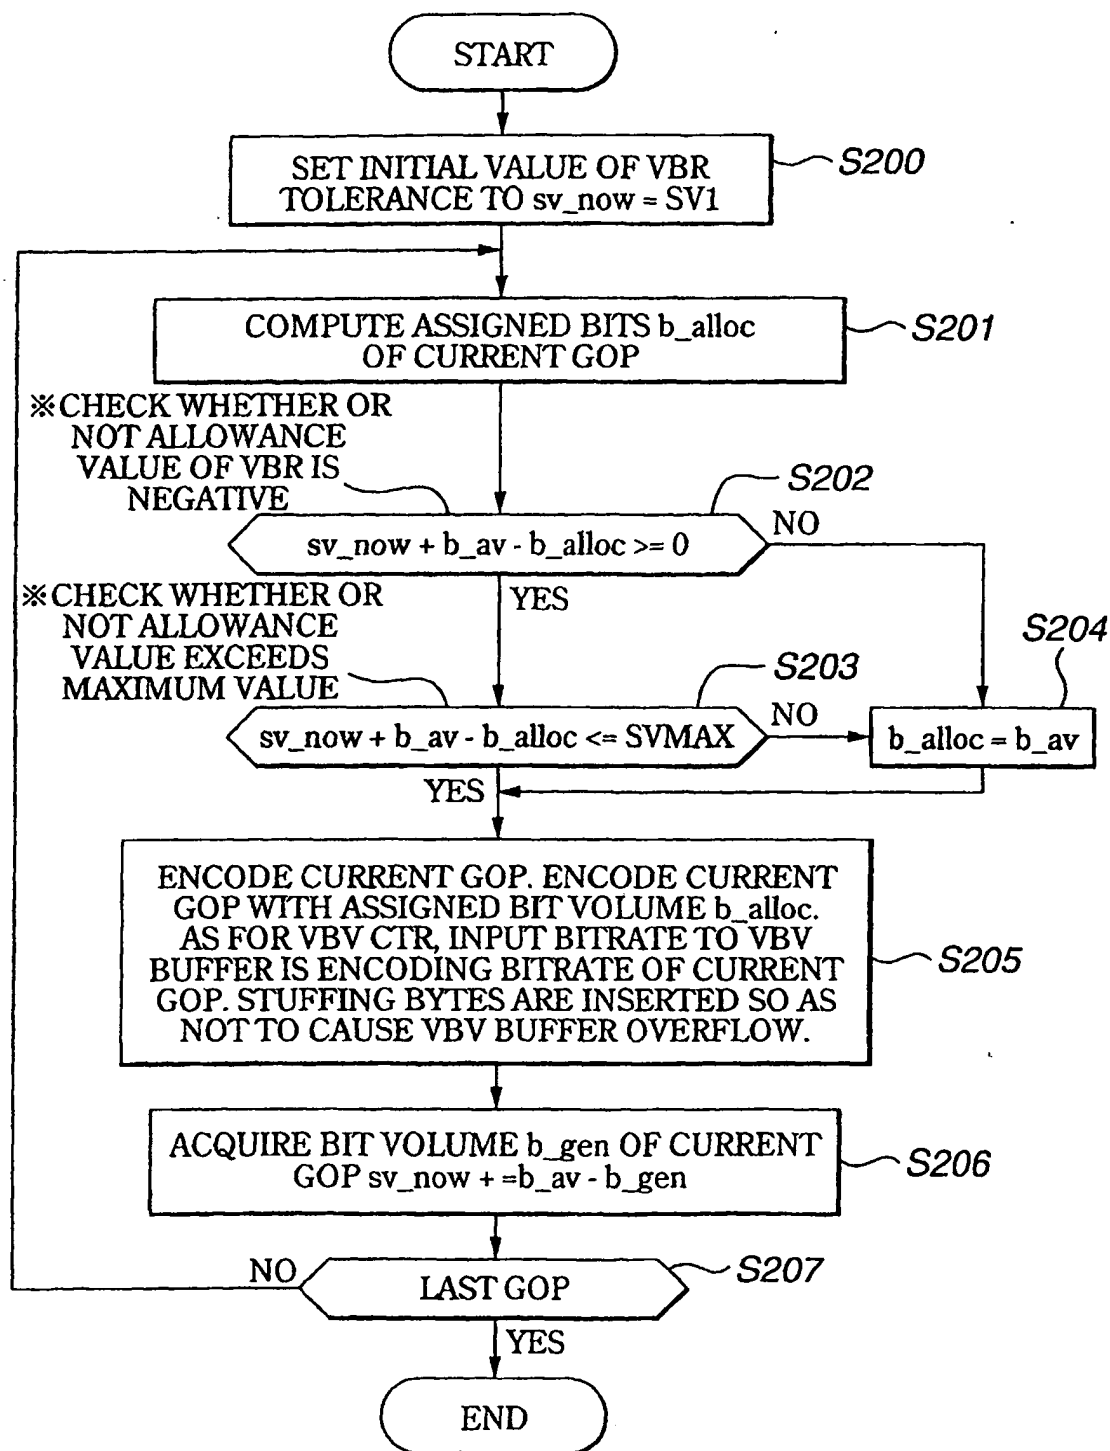 START
SET INITIAL VALUE OF VBR
TOLERANCE TO sv_now = SV1
S200
COMPUTE ASSIGNED BITS b_alloc
OF CURRENT GOP
S201
※CHECK WHETHER OR
NOT ALLOWANCE
VALUE OF VBR IS
NEGATIVE
S202
sv_now + b_av - b_alloc >= 0
NO
YES
※CHECK WHETHER OR
NOT ALLOWANCE
VALUE EXCEEDS
MAXIMUM VALUE
S203
S204
sv_now + b_av - b_alloc <= SVMAX
NO
b_alloc = b_av
YES
ENCODE CURRENT GOP. ENCODE CURRENT
GOP WITH ASSIGNED BIT VOLUME b_alloc.
AS FOR VBV CTR, INPUT BITRATE TO VBV
BUFFER IS ENCODING BITRATE OF CURRENT
GOP. STUFFING BYTES ARE INSERTED SO AS
NOT TO CAUSE VBV BUFFER OVERFLOW.
S205
ACQUIRE BIT VOLUME b_gen OF CURRENT
GOP sv_now + =b_av - b_gen
S206
NO
LAST GOP
S207
YES
END